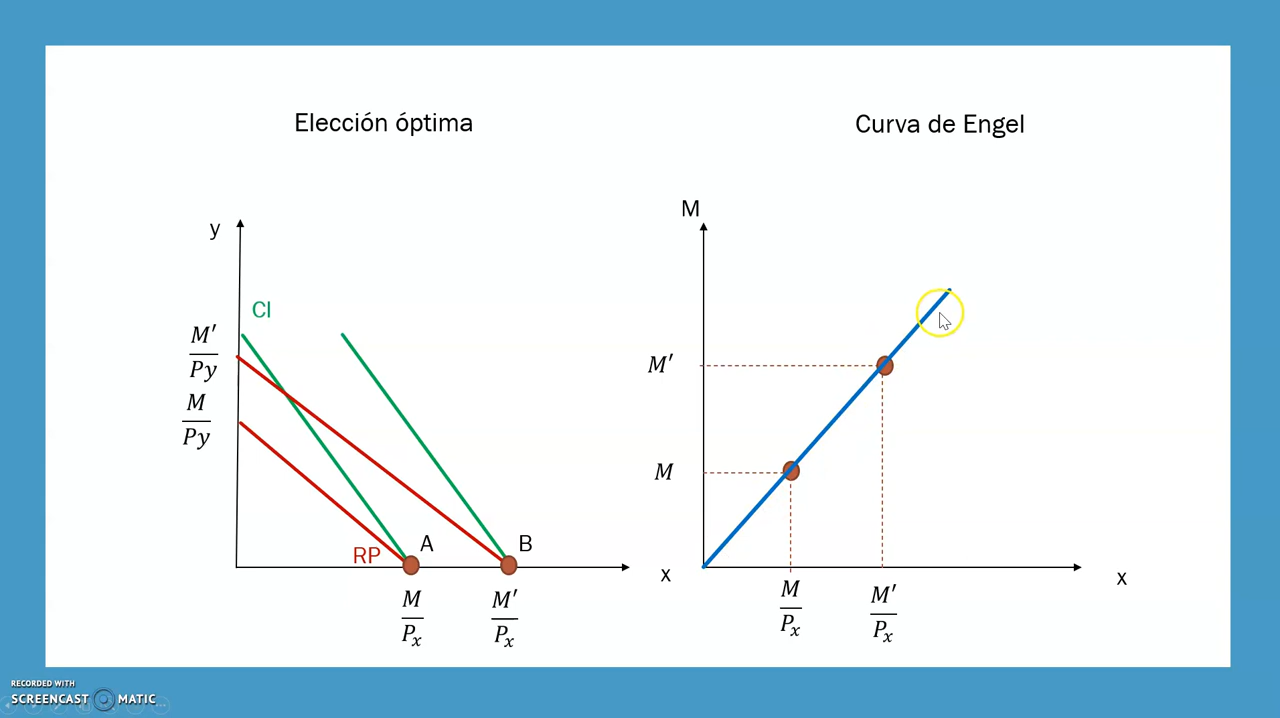 Elección óptima
Curva de Engel
y
CI
M′
Py
M
Py
RP
A
B
x
M
Pₓ
M′
Pₓ
M
M′
M
x
M
Pₓ
M′
Pₓ
RECORDED WITH
SCREENCAST MATIC